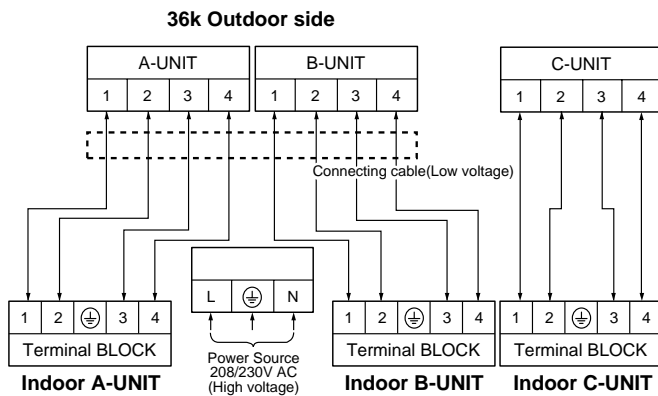 36k Outdoor side
A-UNIT B-UNIT C-UNIT
1 2 3 4 1 2 3 4 1 2 3 4
Connecting cable(Low voltage)
L N
1 2 3 4 1 2 3 4 1 2 3 4
Terminal BLOCK Terminal BLOCK Terminal BLOCK
Power Source
208/230V AC
(High voltage)
Indoor A-UNIT Indoor B-UNIT Indoor C-UNIT